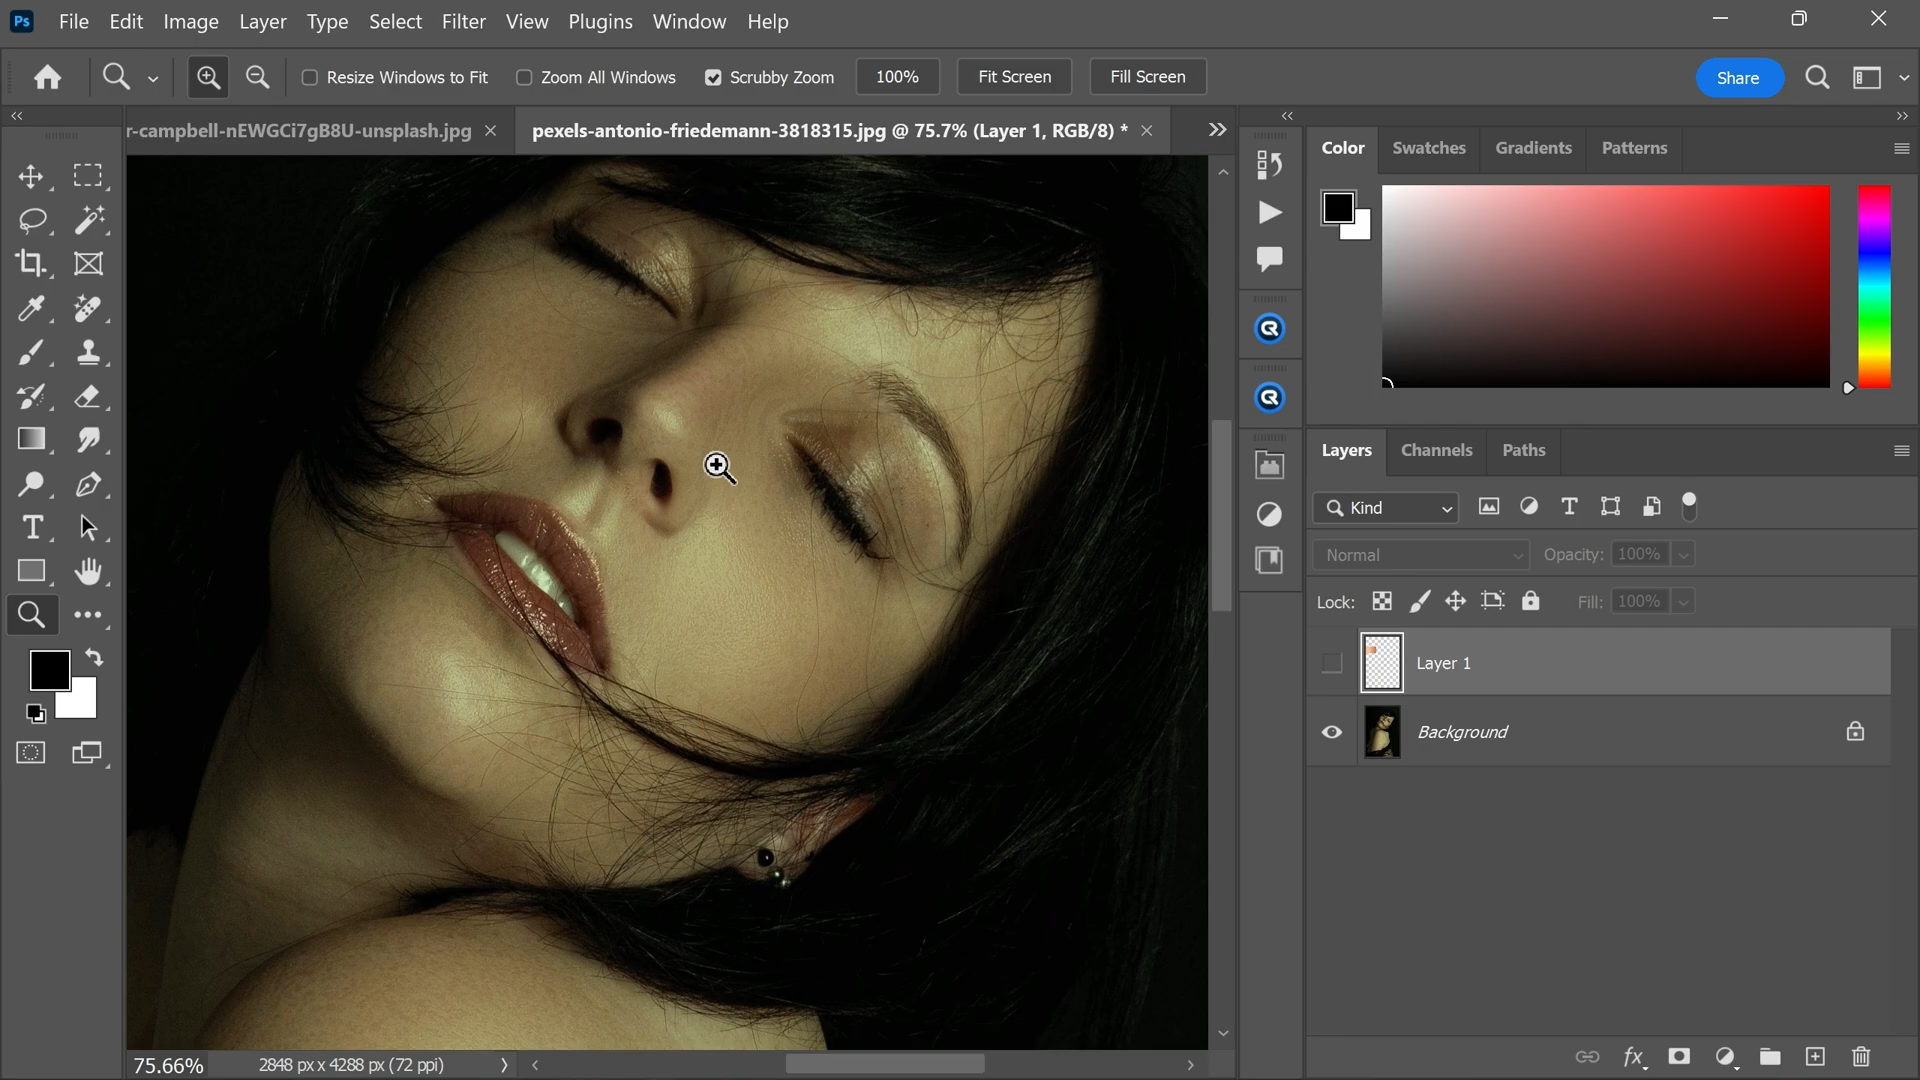 Ps File Edit Image Layer Type Select Filter View Plugins Window Help
Resize Windows to Fit Zoom All Windows Scrubby Zoom 100% Fit Screen Fill Screen Share
r-campbell-nEWGCi7gB8U-unsplash.jpg pexels-antonio-friedemann-3818315.jpg @ 75.7% (Layer 1, RGB/8) *
Color Swatches Gradients Patterns
Layers Channels Paths
Kind
Normal Opacity: 100%
Lock: Fill: 100%
Layer 1
Background
75.66% 2848 px x 4288 px (72 ppi)